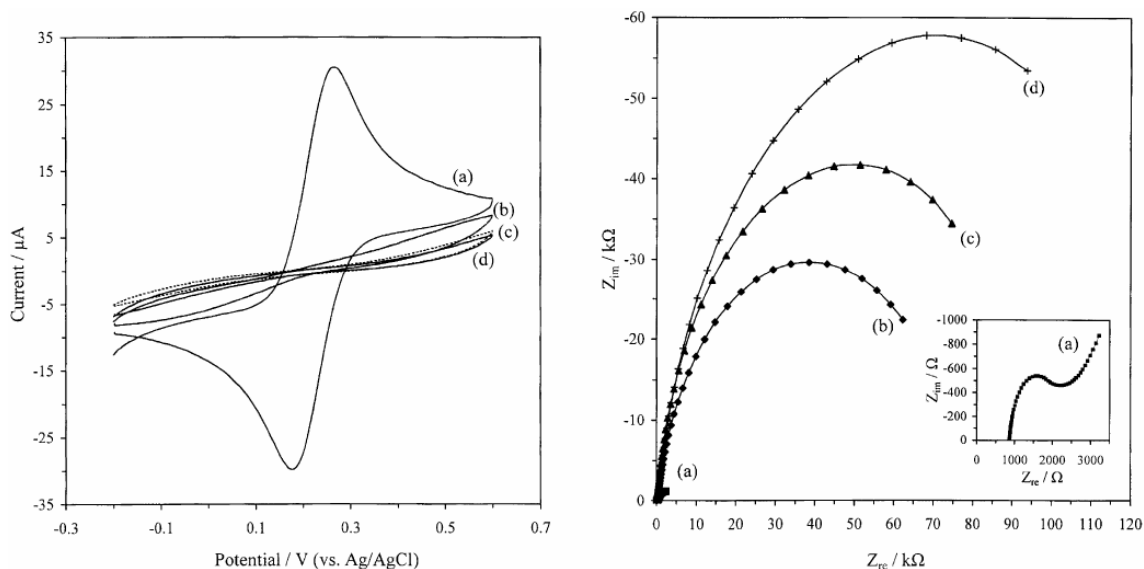 35
25
15
5
-5
-15
-25
-35
Current / µA
(a)
(b)
(c)
(d)
-0.3
-0.1
0.1
0.3
0.5
0.7
Potential / V (vs. Ag/AgCl)
-60
-50
-40
-30
-20
-10
0
Z_im / kΩ
(d)
(c)
(b)
(a)
0
10
20
30
40
50
60
70
80
90
100
110
120
Z_re / kΩ
-1000
-800
-600
-400
-200
0
Z_im / Ω
(a)
0
1000
2000
3000
Z_re / Ω